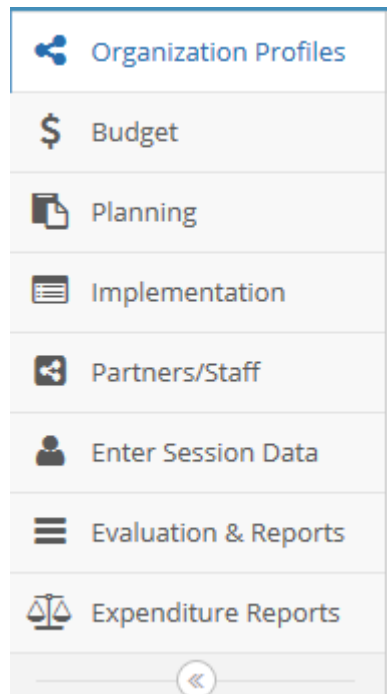 Organization Profiles
Budget
Planning
Implementation
Partners/Staff
Enter Session Data
Evaluation & Reports
Expenditure Reports